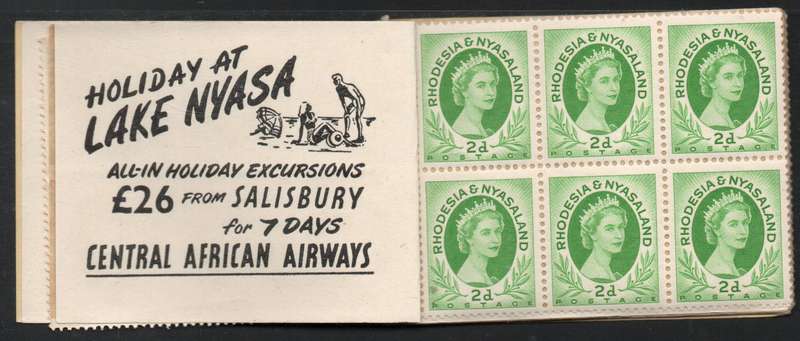 HOLIDAY AT
LAKE NYASA
ALL-IN HOLIDAY EXCURSIONS
£26 FROM SALISBURY
for 7 DAYS
CENTRAL AFRICAN AIRWAYS
RHODESIA & NYASALAND
2d
POSTAGE
RHODESIA & NYASALAND
2d
POSTAGE
RHODESIA & NYASALAND
2d
POSTAGE
RHODESIA & NYASALAND
2d
POSTAGE
RHODESIA & NYASALAND
2d
POSTAGE
RHODESIA & NYASALAND
2d
POSTAGE